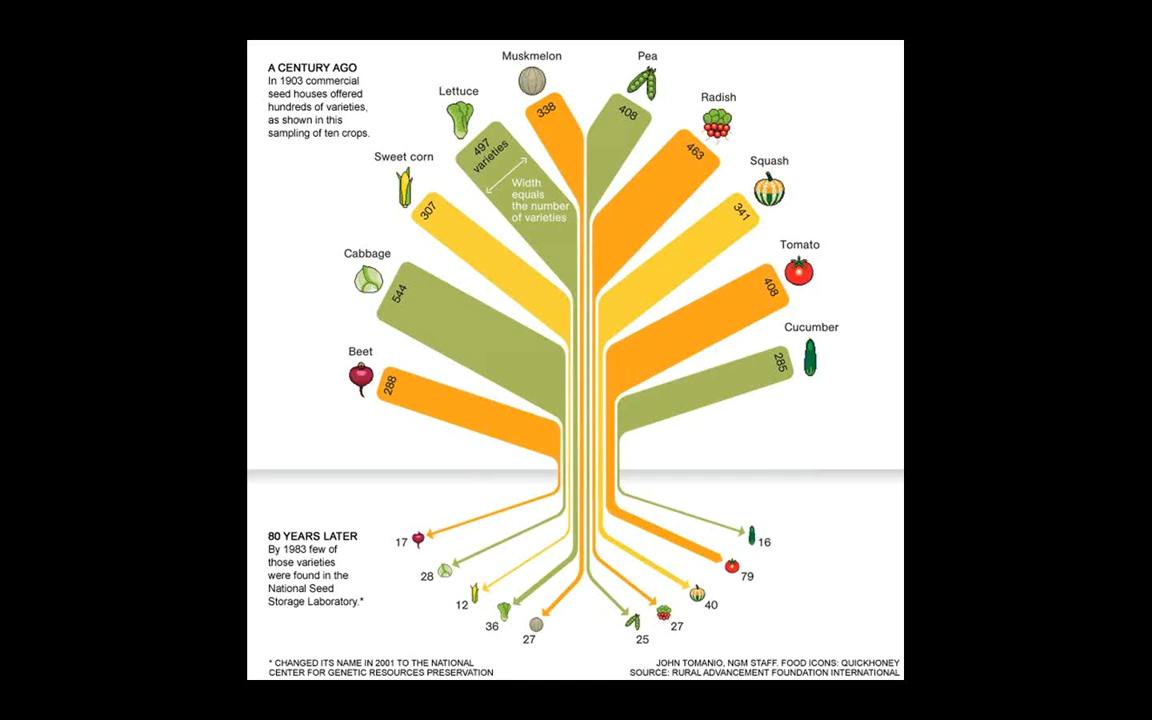 A CENTURY AGO
In 1903 commercial
seed houses offered
hundreds of varieties,
as shown in this
sampling of ten crops.
Muskmelon
338
Pea
408
Lettuce
497
varieties
Width
equals
the number
of varieties
Radish
463
Sweet corn
307
Squash
341
Cabbage
544
Tomato
408
Beet
288
Cucumber
285
80 YEARS LATER
By 1983 few of
those varieties
were found in the
National Seed
Storage Laboratory.*
17
28
12
36
27
25
27
40
79
16
* CHANGED ITS NAME IN 2001 TO THE NATIONAL
CENTER FOR GENETIC RESOURCES PRESERVATION
JOHN TOMANIO, NGM STAFF. FOOD ICONS: QUICKHONEY
SOURCE: RURAL ADVANCEMENT FOUNDATION INTERNATIONAL